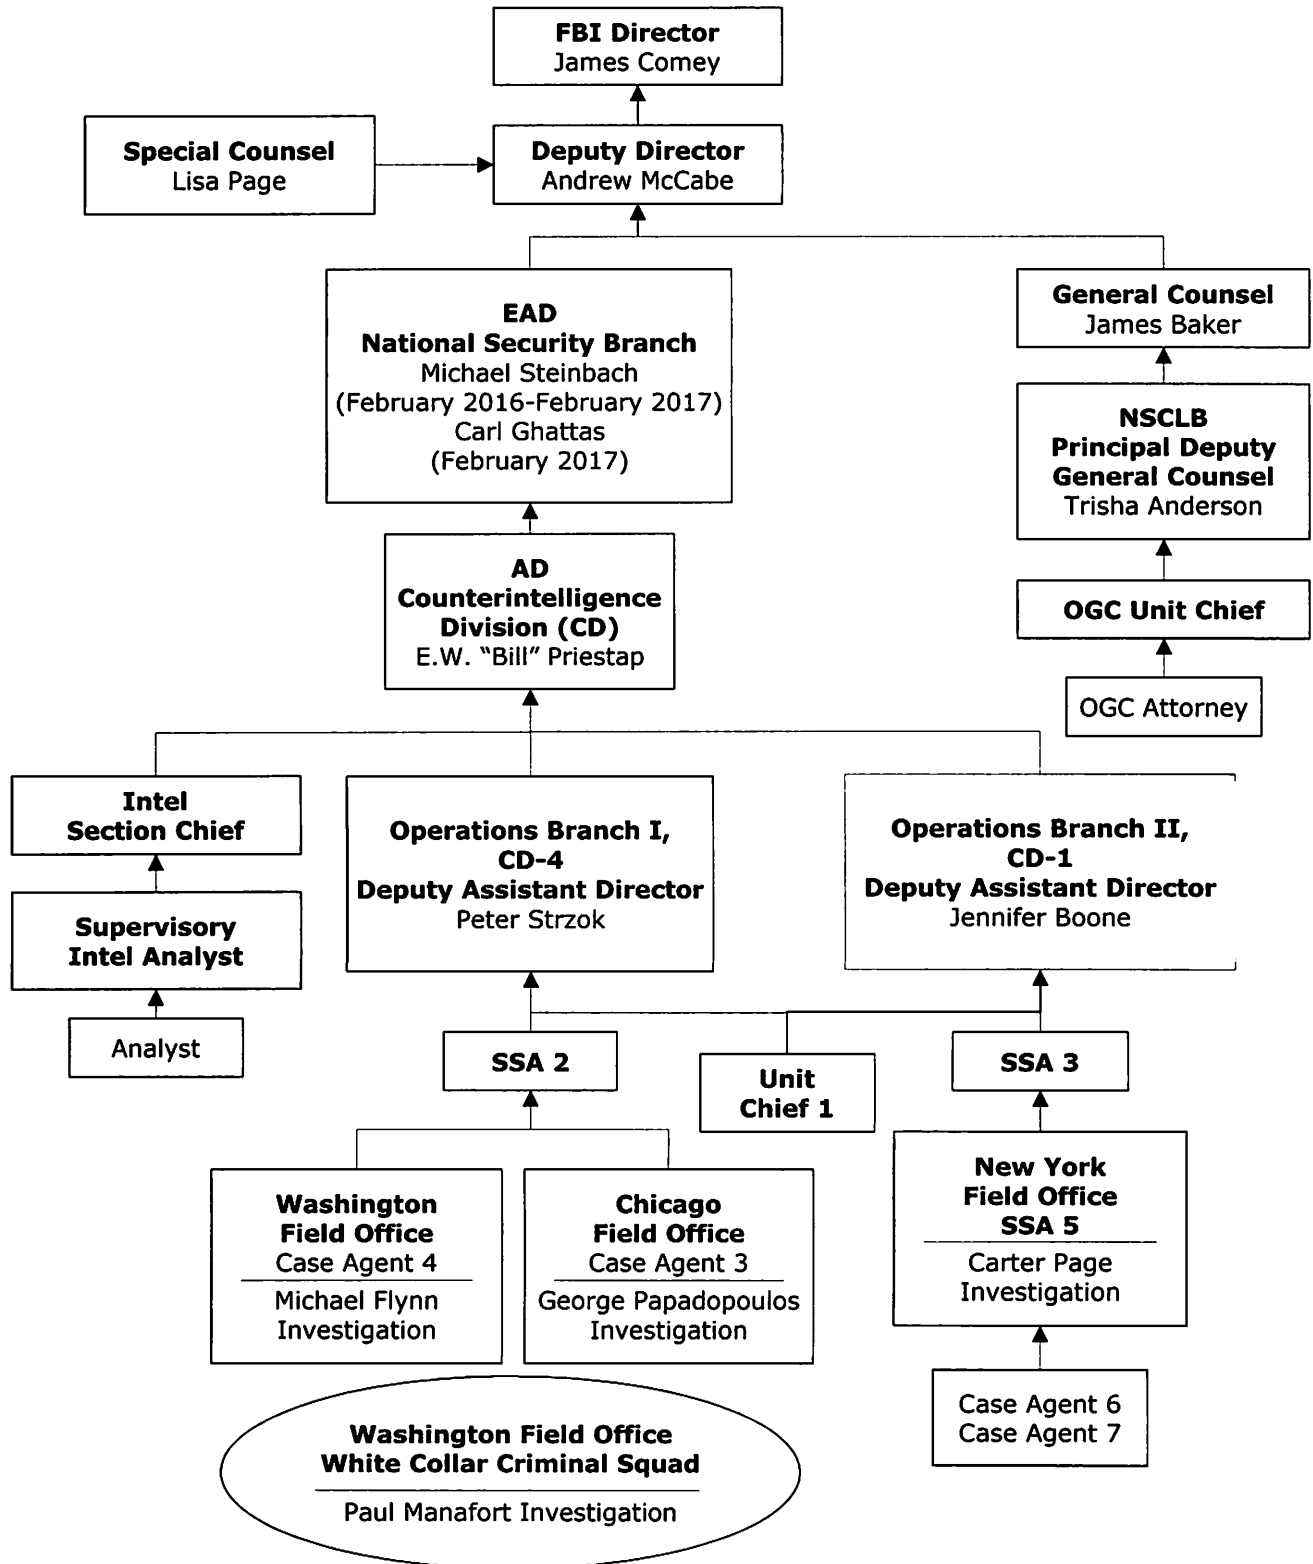 FBI Director
James Comey
Special Counsel
Lisa Page
Deputy Director
Andrew McCabe
EAD
National Security Branch
Michael Steinbach
(February 2016-February 2017)
Carl Ghattas
(February 2017)
General Counsel
James Baker
NSCLB
Principal Deputy
General Counsel
Trisha Anderson
AD
Counterintelligence
Division (CD)
E.W. “Bill” Priestap
OGC Unit Chief
OGC Attorney
Intel
Section Chief
Supervisory
Intel Analyst
Analyst
Operations Branch I,
CD-4
Deputy Assistant Director
Peter Strzok
Operations Branch II,
CD-1
Deputy Assistant Director
Jennifer Boone
SSA 2
Unit
Chief 1
SSA 3
Washington
Field Office
Case Agent 4
Michael Flynn
Investigation
Chicago
Field Office
Case Agent 3
George Papadopoulos
Investigation
New York
Field Office
SSA 5
Carter Page
Investigation
Case Agent 6
Case Agent 7
Washington Field Office
White Collar Criminal Squad
Paul Manafort Investigation